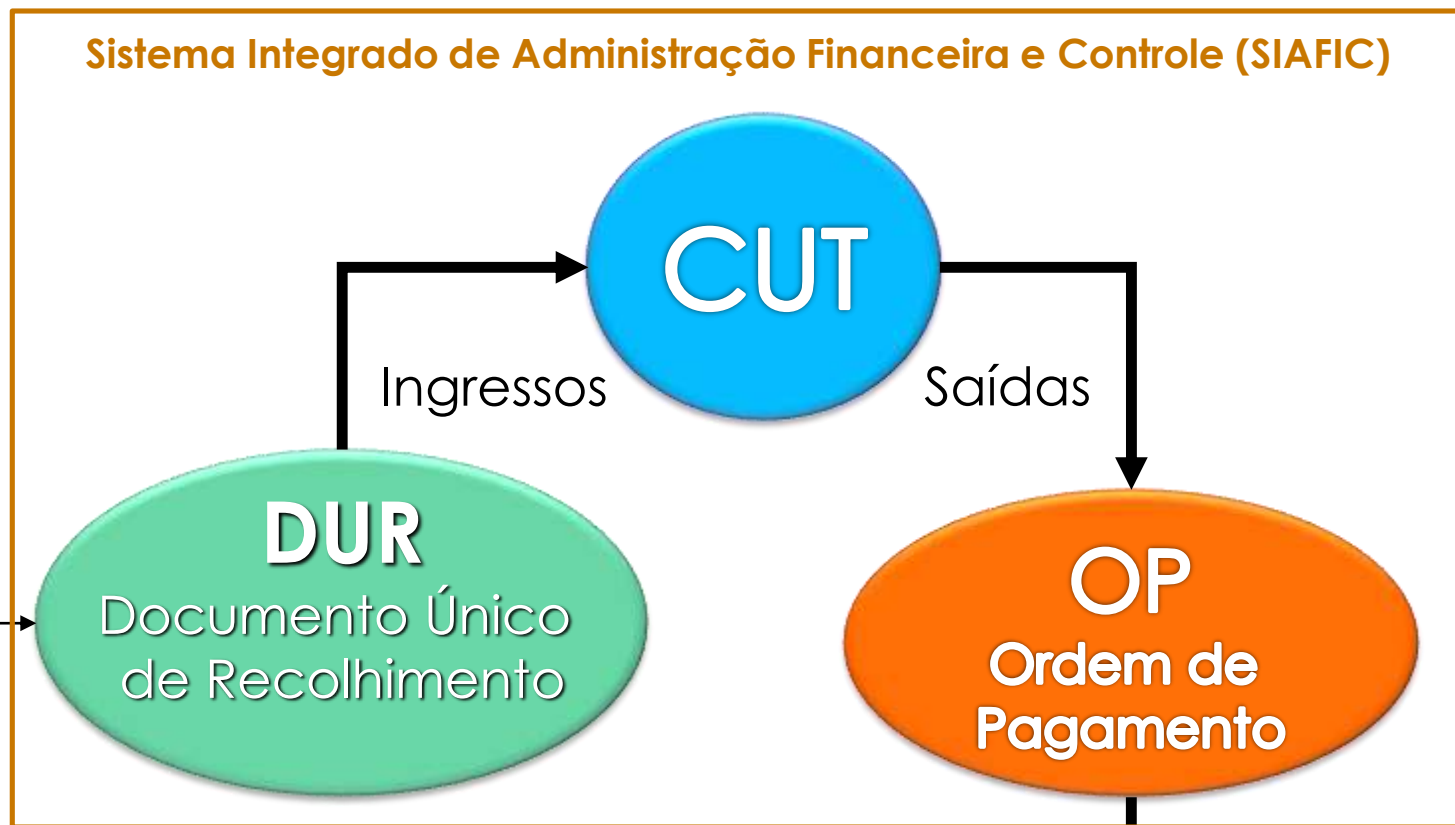 Sistema Integrado de Administração Financeira e Controle (SIAFIC)
CUT
Ingressos
Saídas
DUR
Documento Único
de Recolhimento
OP
Ordem de
Pagamento